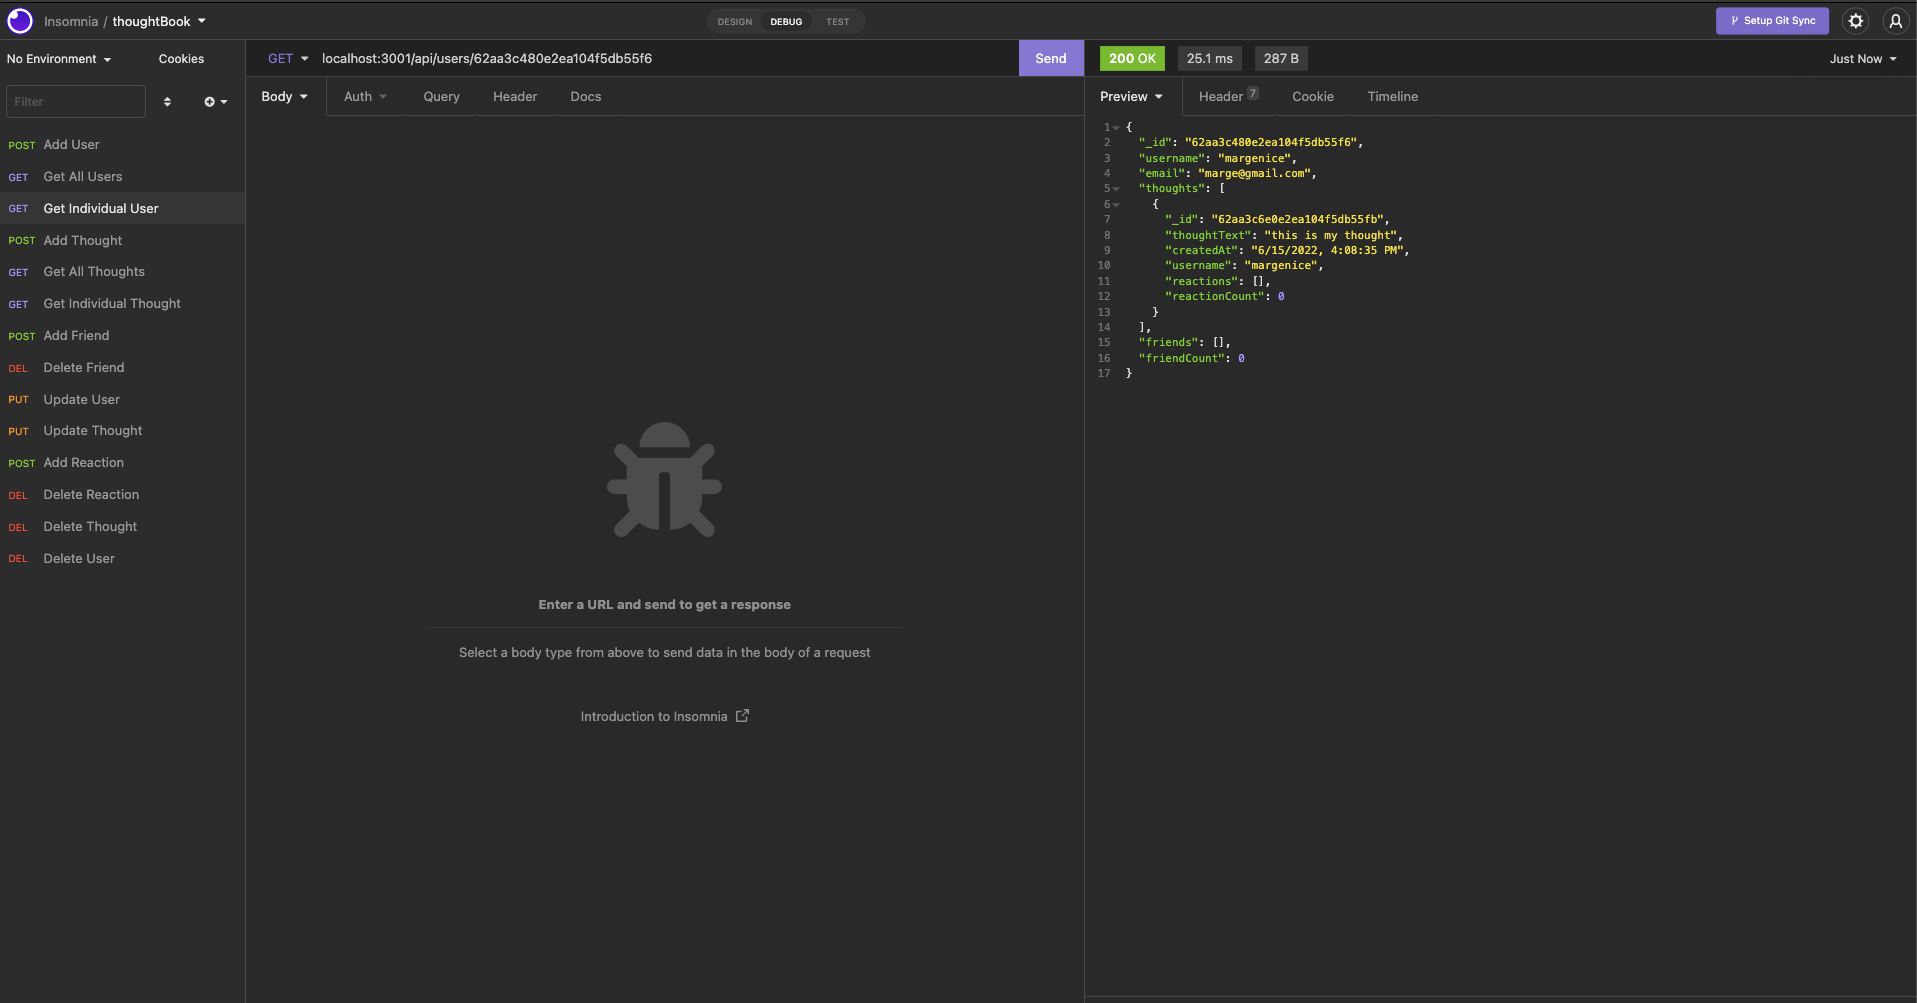 Insomnia / thoughtBook
DESIGN DEBUG TEST
Setup Git Sync
No Environment Cookies
GET localhost:3001/api/users/62aa3c480e2ea104f5db55f6 Send
200 OK 25.1 ms 287 B Just Now
Filter
Body Auth Query Header Docs
Preview Header 7 Cookie Timeline
POST Add User
GET Get All Users
GET Get Individual User
POST Add Thought
GET Get All Thoughts
GET Get Individual Thought
POST Add Friend
DEL Delete Friend
PUT Update User
PUT Update Thought
POST Add Reaction
DEL Delete Reaction
DEL Delete Thought
DEL Delete User
Enter a URL and send to get a response
Select a body type from above to send data in the body of a request
Introduction to Insomnia
1 {
2 "_id": "62aa3c480e2ea104f5db55f6",
3 "username": "margenice",
4 "email": "marge@gmail.com",
5 "thoughts": [
6 {
7 "_id": "62aa3c6e0e2ea104f5db55fb",
8 "thoughtText": "this is my thought",
9 "createdAt": "6/15/2022, 4:08:35 PM",
10 "username": "margenice",
11 "reactions": [],
12 "reactionCount": 0
13 }
14 ],
15 "friends": [],
16 "friendCount": 0
17 }